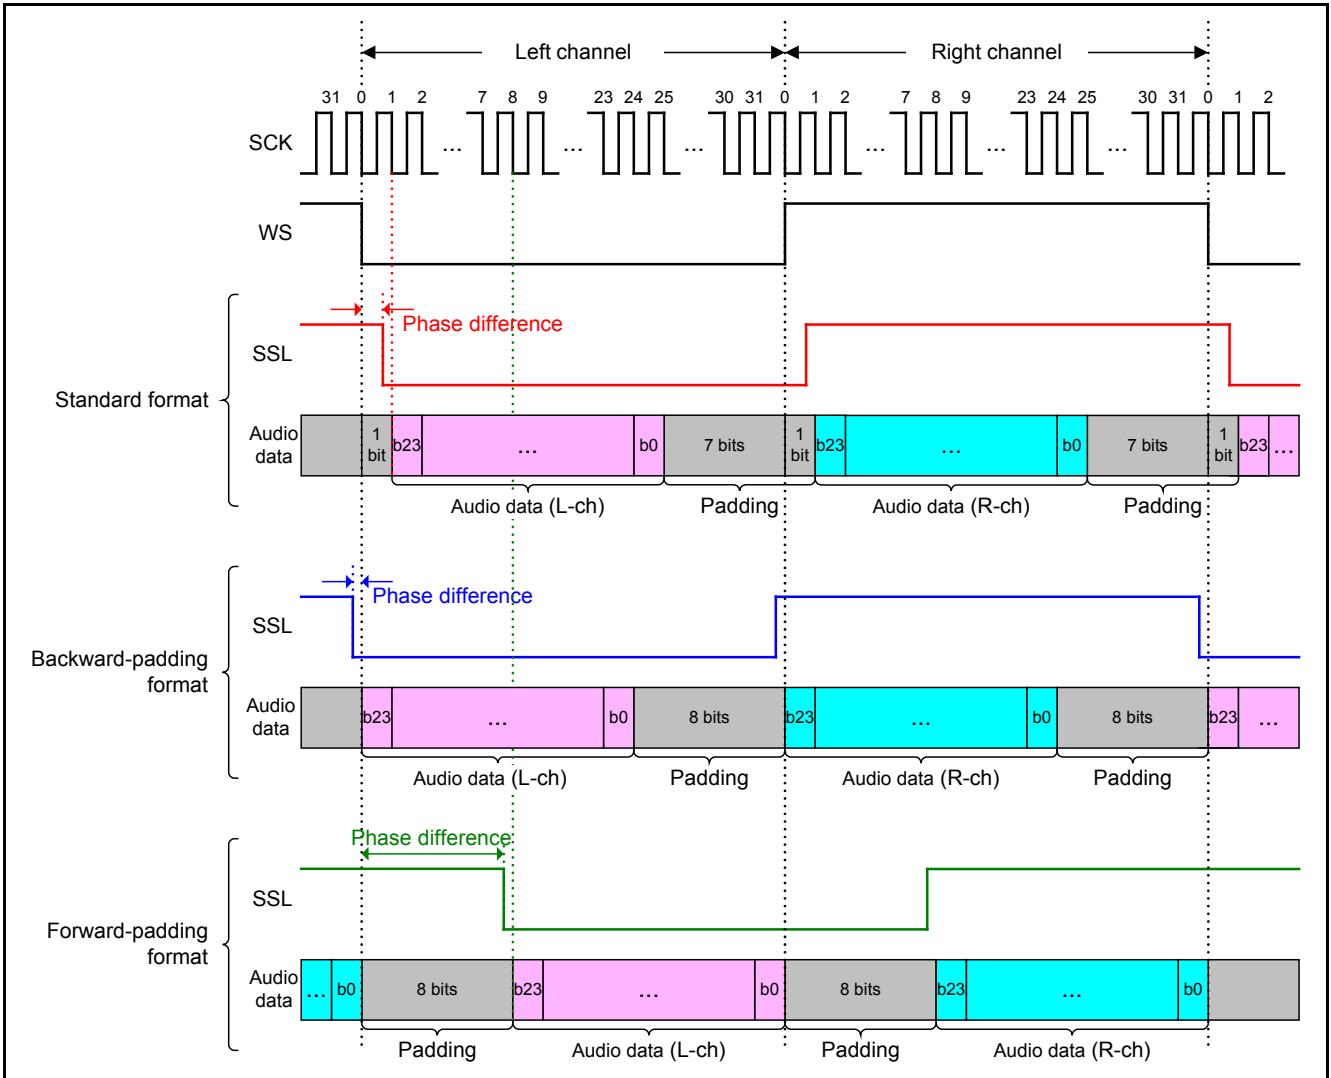 Left channel
Right channel
31 0 1 2 7 8 9 23 24 25 30 31 0 1 2 7 8 9 23 24 25 30 31 0 1 2
SCK ... ... ... ... ... ...
WS
Phase difference
SSL
Standard format
Audio data
1 bit
b23
...
b0
7 bits
1 bit
b23
...
b0
7 bits
1 bit
b23
...
Audio data (L-ch)
Padding
Audio data (R-ch)
Padding
Phase difference
SSL
Backward-padding
format
Audio data
b23
...
b0
8 bits
b23
...
b0
8 bits
b23
...
Audio data (L-ch)
Padding
Audio data (R-ch)
Padding
Phase difference
SSL
Forward-padding
format
Audio data
...
b0
8 bits
b23
...
b0
8 bits
b23
...
b0
Padding
Audio data (L-ch)
Padding
Audio data (R-ch)